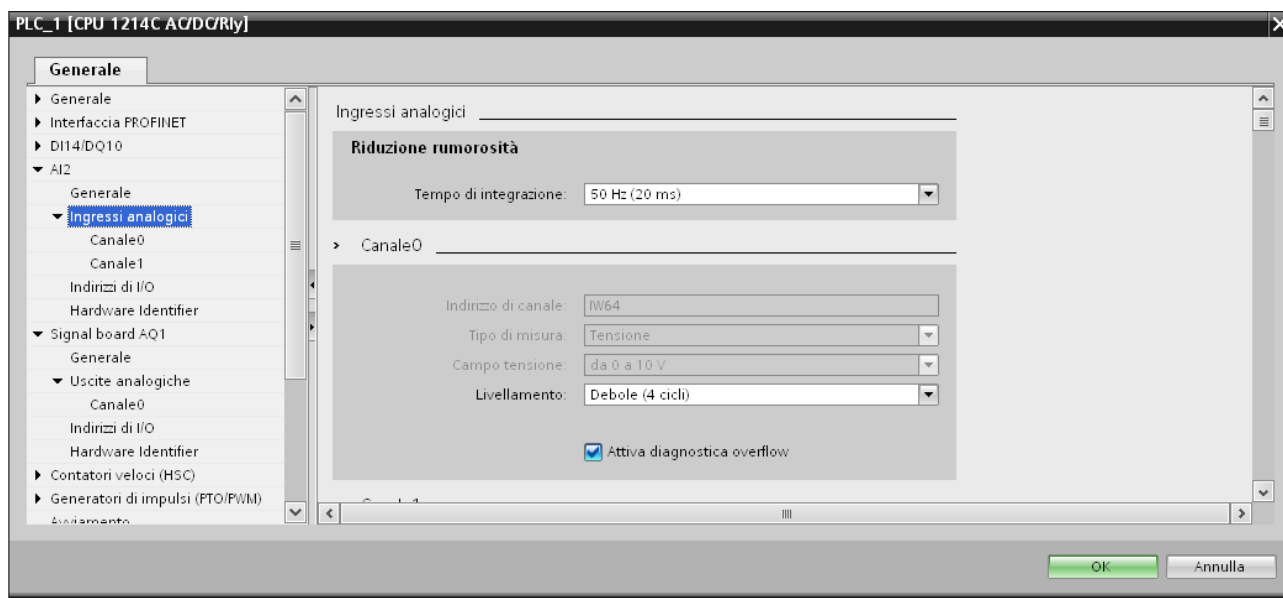 PLC_1 [CPU 1214C AC/DC/Rly]
Generale
Generale
Interfaccia PROFINET
DI14/DQ10
AI2
Generale
Ingressi analogici
Canale0
Canale1
Indirizzi di I/O
Hardware Identifier
Signal board AQ1
Generale
Uscite analogiche
Canale0
Indirizzi di I/O
Hardware Identifier
Contatori veloci (HSC)
Generatori di impulsi (PTO/PWM)
Avviamento
Ingressi analogici
Riduzione rumorosità
Tempo di integrazione: 50 Hz (20 ms)
Canale0
Indirizzo di canale: IW64
Tipo di misura: Tensione
Campo tensione: da 0 a 10 V
Livellamento: Debole (4 cicli)
Attiva diagnostica overflow
OK Annulla